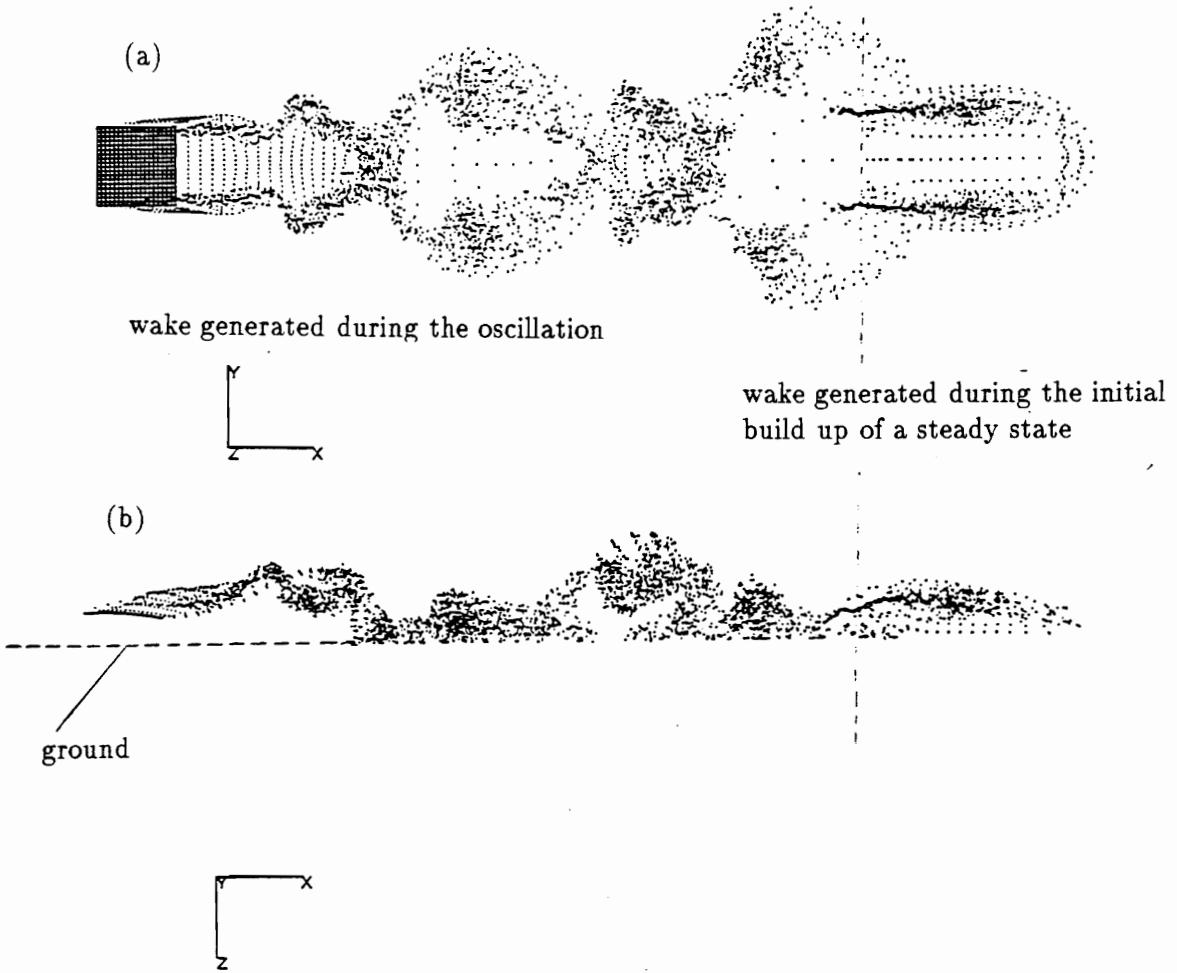 (a)
wake generated during the oscillation
Y
Z X
wake generated during the initial
build up of a steady state
(b)
ground
Y X
Z